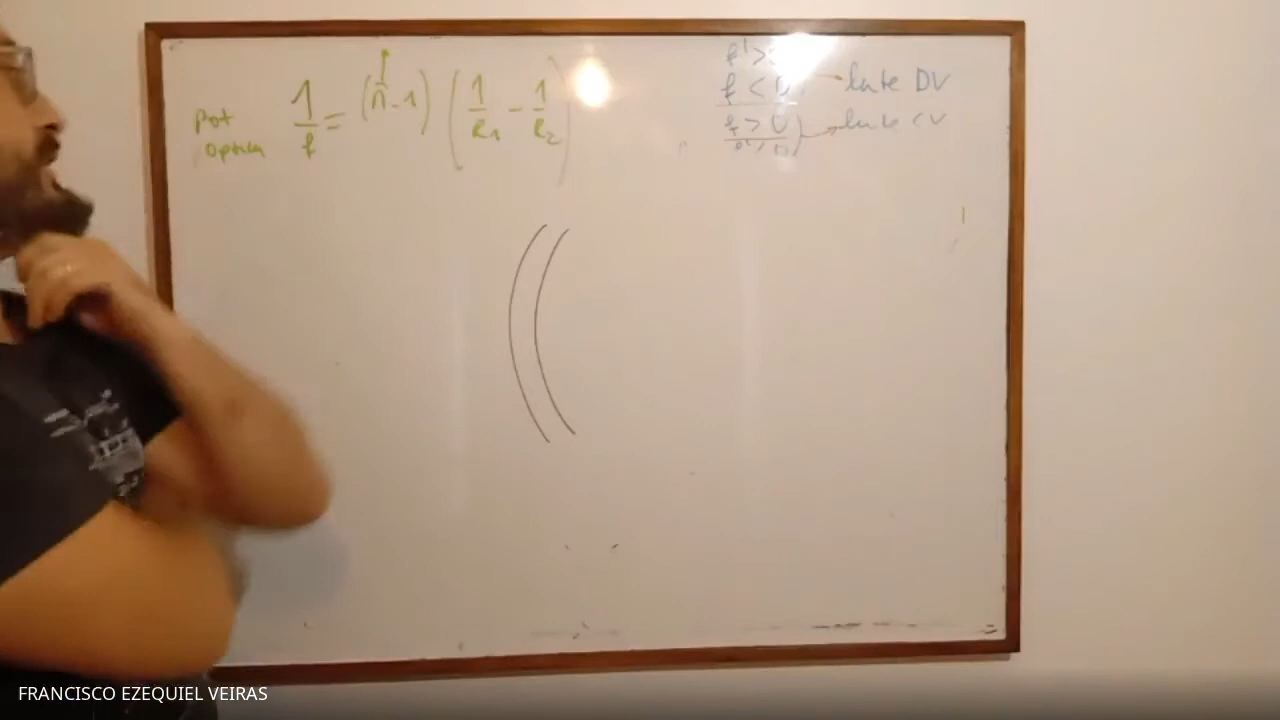 Pot
Optica
1/f = (n - 1) (1/R1 - 1/R2)
f' >
f < 0 → lente DV
f > 0 → lente CV
FRANCISCO EZEQUIEL VEIRAS